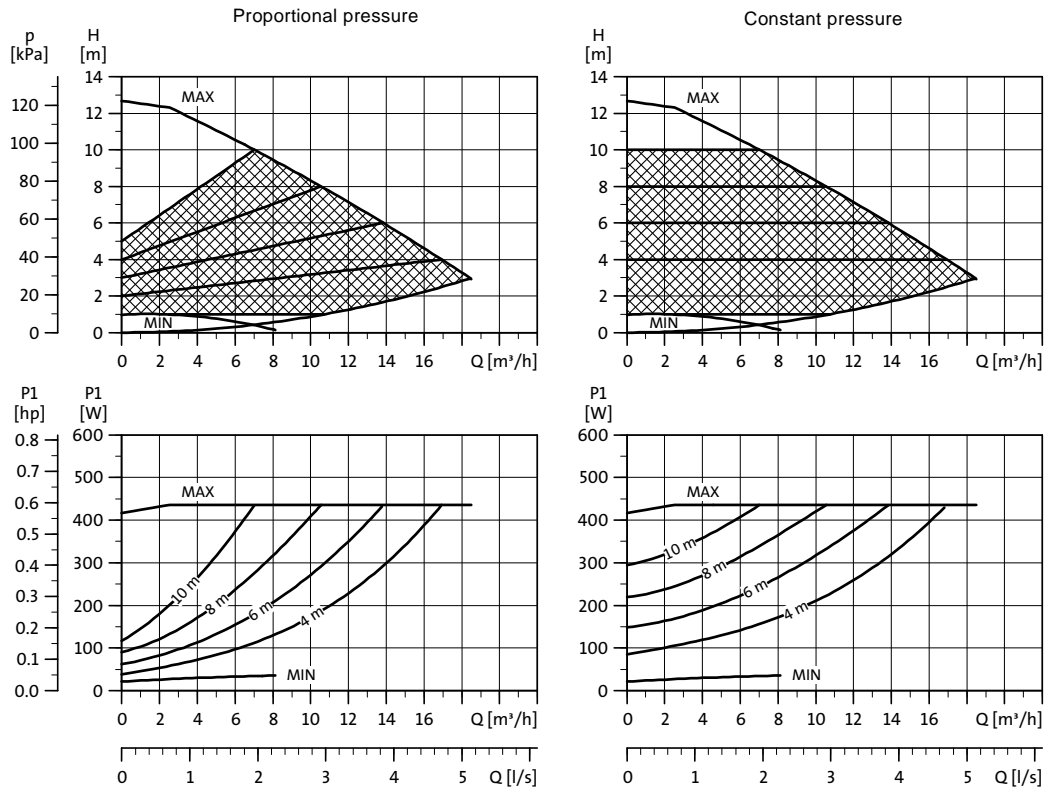 Proportional pressure
Constant pressure
p H H
[kPa] [m] [m]
14 14
120 MAX MAX
12 12
100 10 10
80 8 8
60 6 6
40 4 4
20 2 2
MIN MIN
0 0 0
0 2 4 6 8 10 12 14 16 Q [m³/h]
0 2 4 6 8 10 12 14 16 Q [m³/h]
P1 P1 P1
[hp] [W] [W]
0.8 600 600
0.7 500 500
MAX MAX
0.6
0.5 400 400
0.4 300 300
0.3 200 200
0.2
0.1 100 100
0.0 0 0
10 m 8 m 6 m 4 m
10 m 8 m 6 m 4 m
MIN MIN
0 2 4 6 8 10 12 14 16 Q [m³/h]
0 2 4 6 8 10 12 14 16 Q [m³/h]
0 1 2 3 4 5 Q [l/s]
0 1 2 3 4 5 Q [l/s]